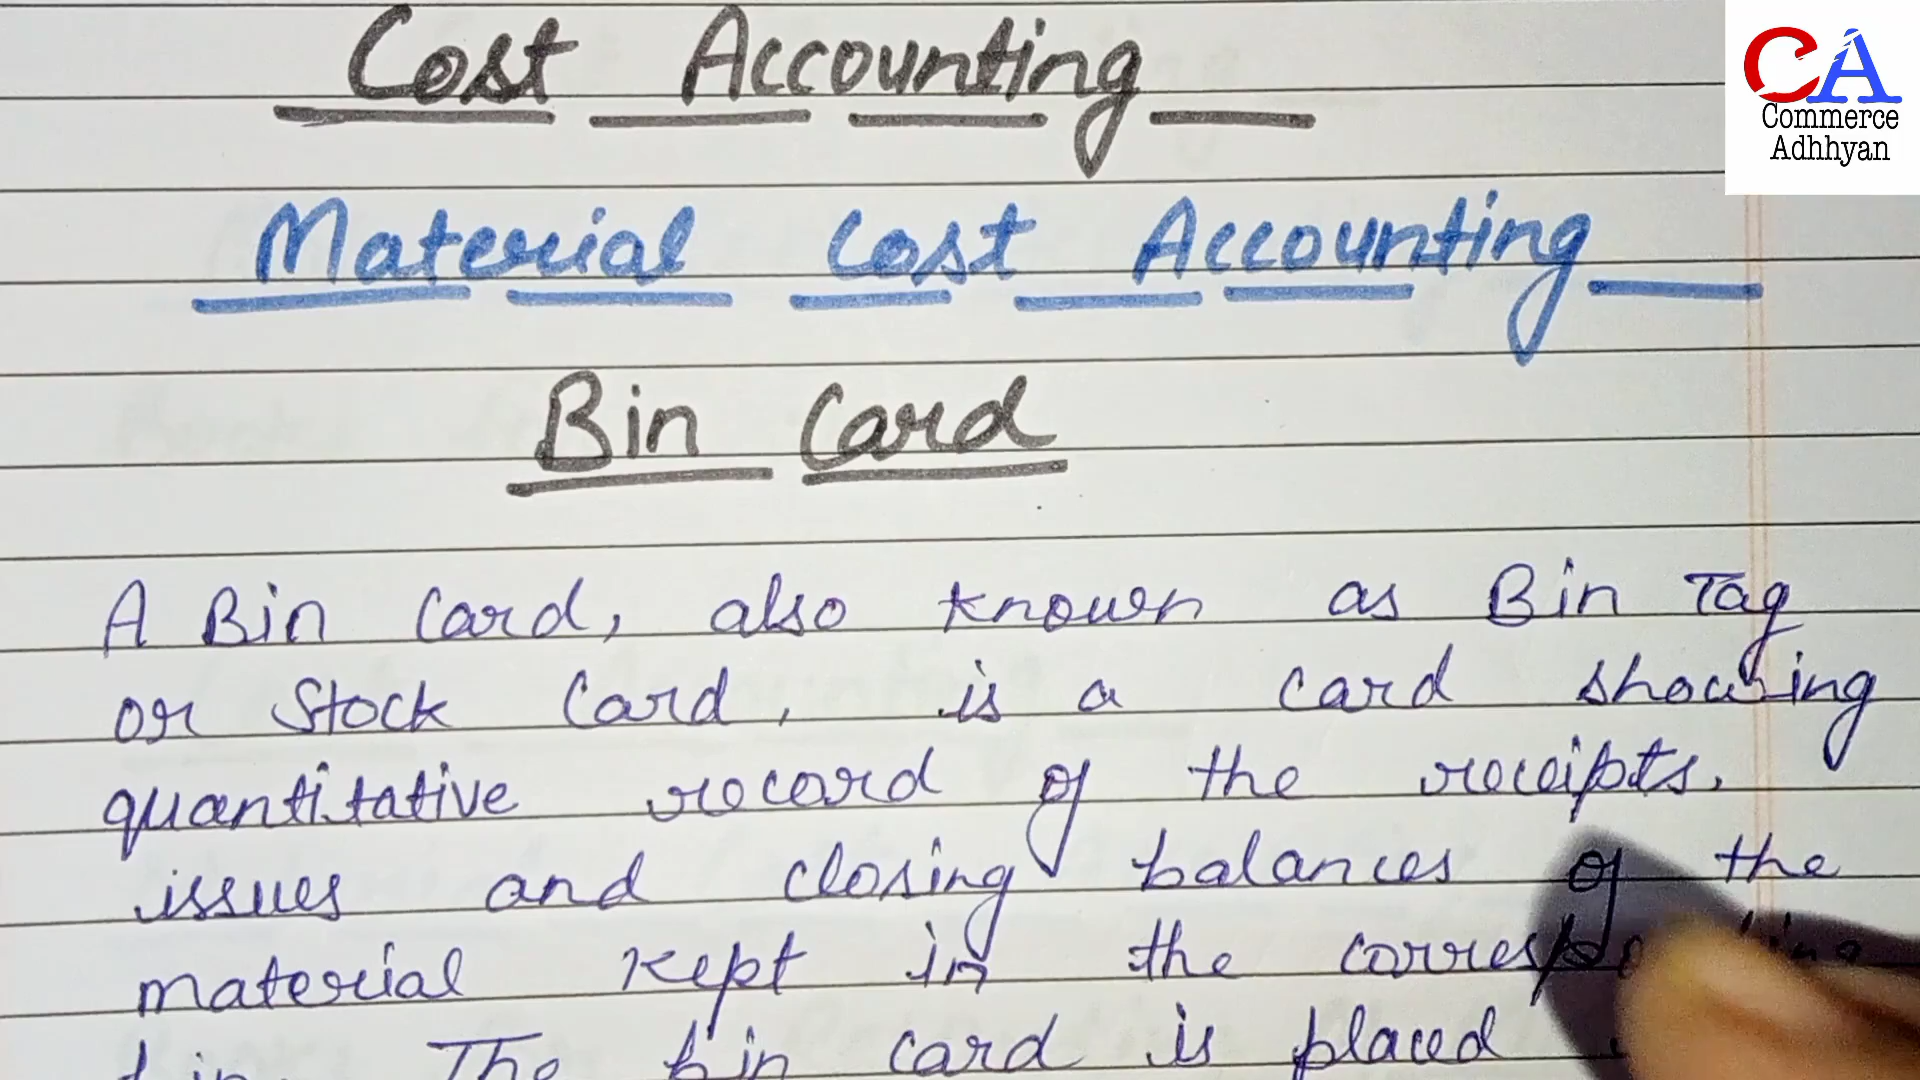 Cost Accounting
CA
Commerce
Adhhyan
Material Cost Accounting
Bin Card
A Bin Card, also known as Bin Tag
or Stock Card, is a card showing
quantitative record of the receipts,
issues and closing balances of the
material kept in the
bin. The bin card is placed